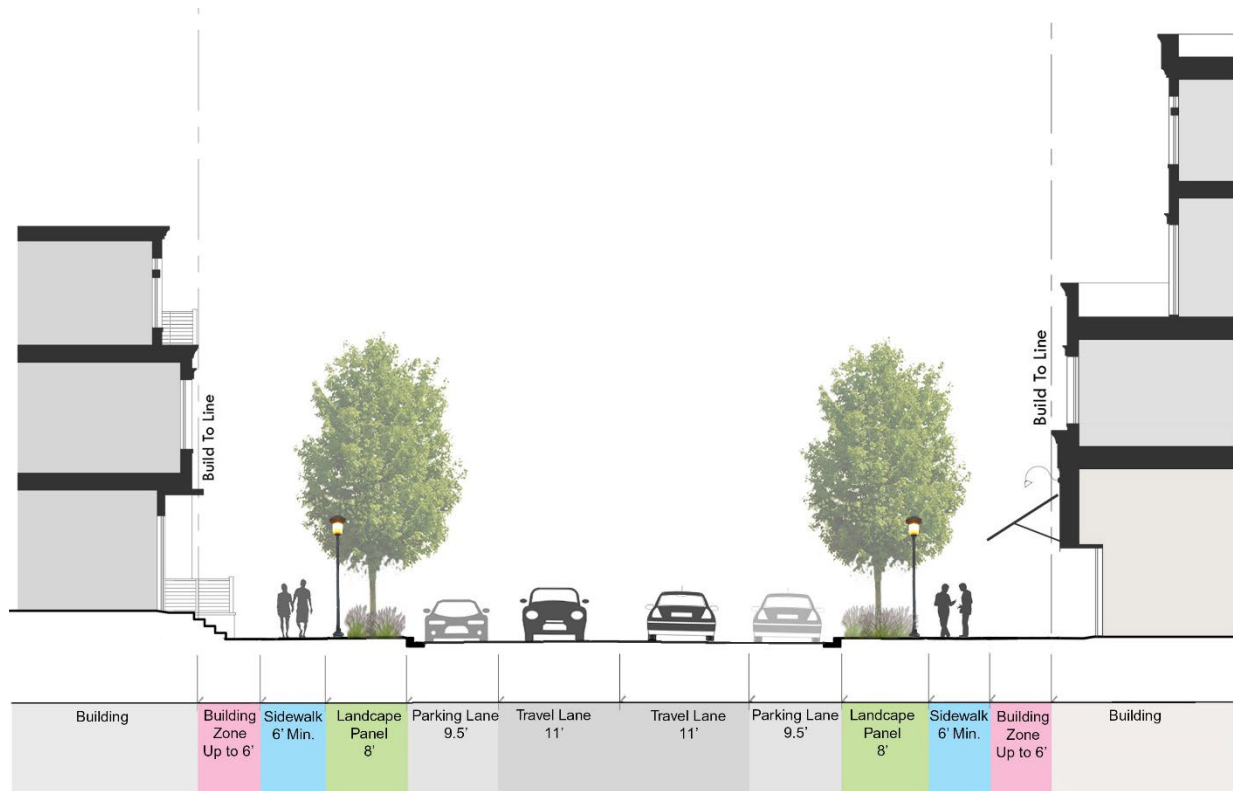 Build To Line
Build To Line
Building
Building
Zone
Up to 6'
Sidewalk
6' Min.
Landcape
Panel
8'
Parking Lane
9.5'
Travel Lane
11'
Travel Lane
11'
Parking Lane
9.5'
Landcape
Panel
8'
Sidewalk
6' Min.
Building
Zone
Up to 6'
Building